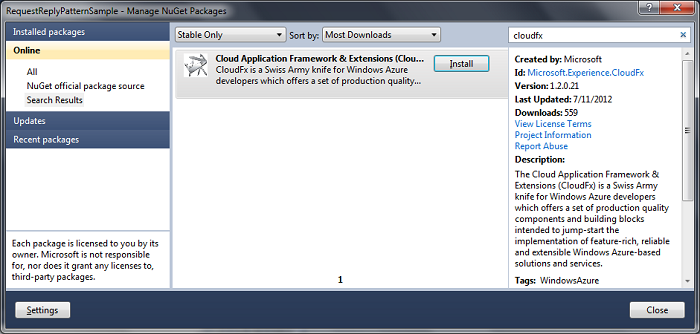 RequestReplyPatternSample - Manage NuGet Packages
Installed packages
Online
All
NuGet official package source
Search Results
Updates
Recent packages
Each package is licensed to you by its
owner. Microsoft is not responsible
for, nor does it grant any licenses to,
third-party packages.
Stable Only
Sort by: Most Downloads
Cloud Application Framework & Extensions (Clou...
CloudFx is a Swiss Army knife for Windows Azure
developers which offers a set of production quality...
Install
1
cloudfx
Created by: Microsoft
Id: Microsoft.Experience.CloudFx
Version: 1.2.0.21
Last Updated: 7/11/2012
Downloads: 559
View License Terms
Project Information
Report Abuse
Description:
The Cloud Application Framework &
Extensions (CloudFx) is a Swiss Army
knife for Windows Azure developers
which offers a set of production quality
components and building blocks
intended to jump-start the
implementation of feature-rich, reliable
and extensible Windows Azure-based
solutions and services.
Tags: WindowsAzure
Settings
Close